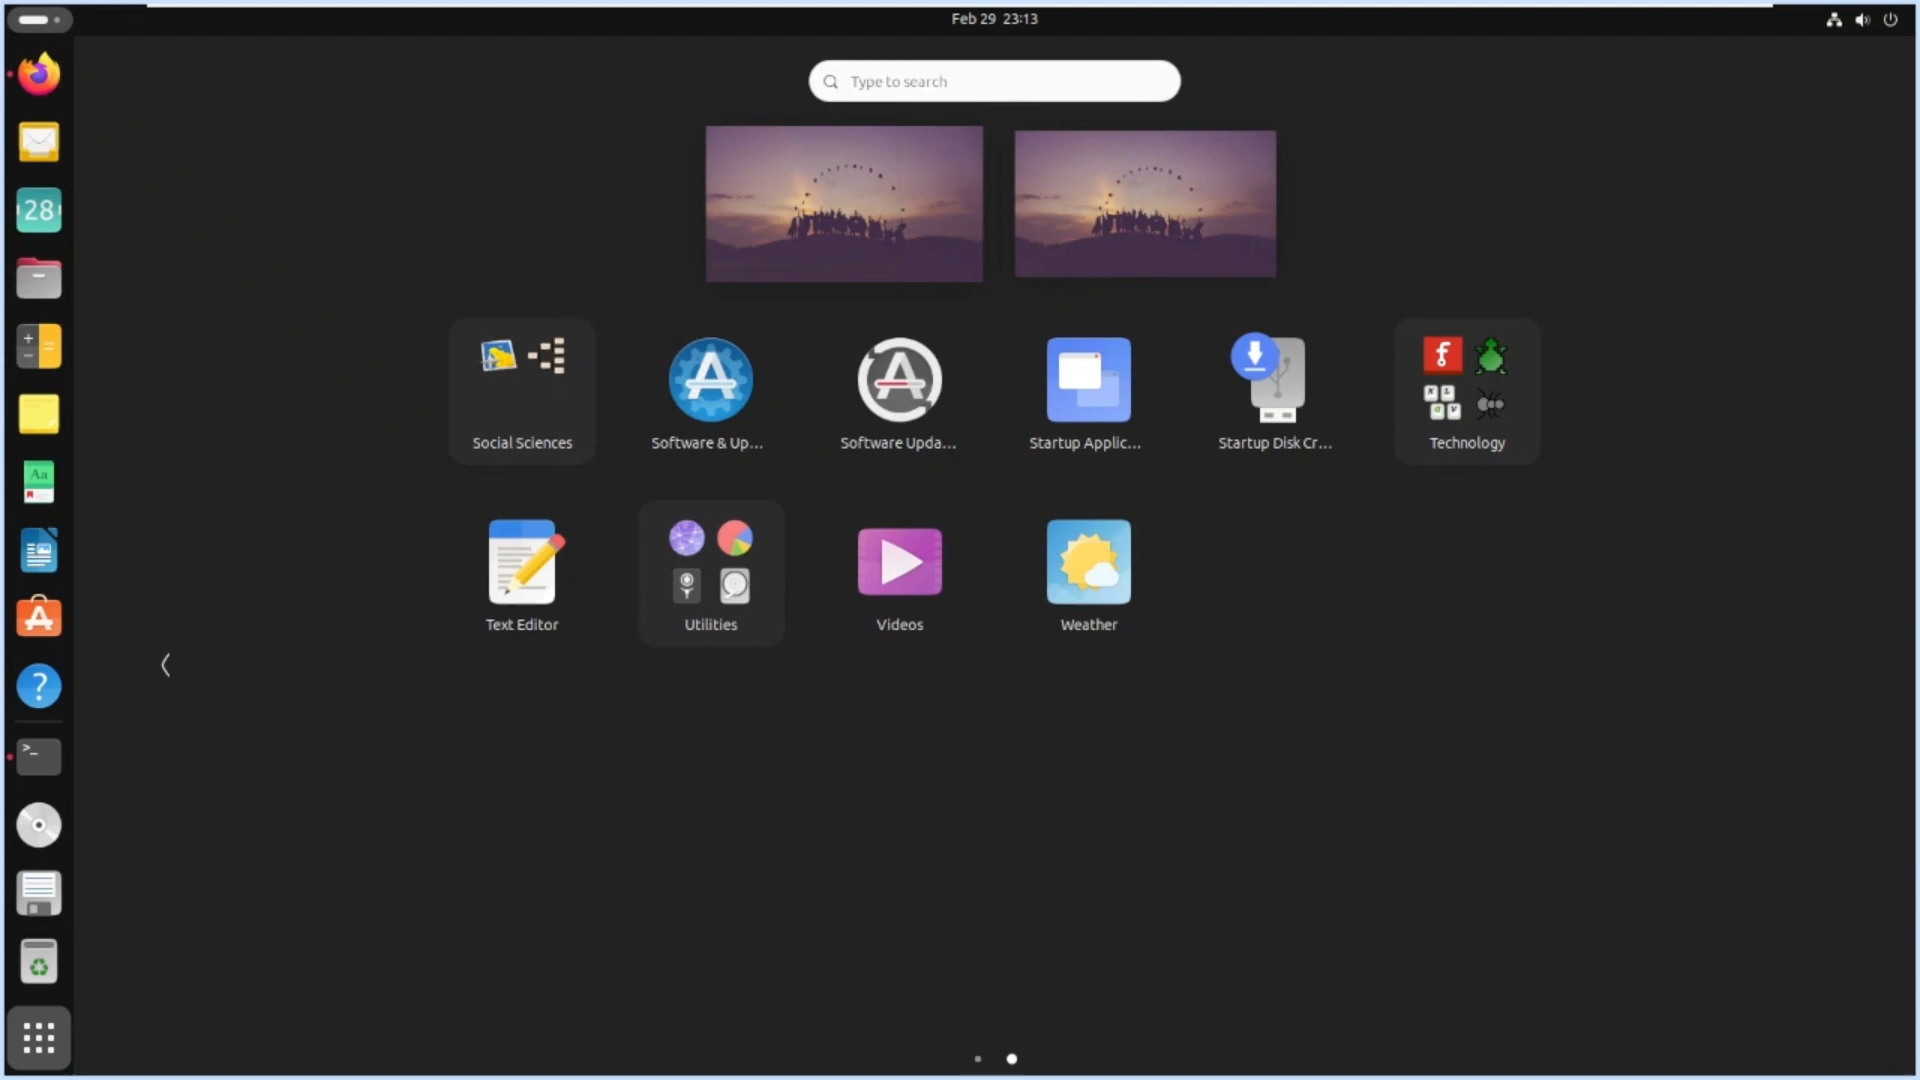 Feb 29 23:13
Type to search
28
Social Sciences
Software & Up...
Software Upda...
Startup Applic...
Startup Disk Cr...
Technology
Aa
Text Editor
Utilities
Videos
Weather
?
>_